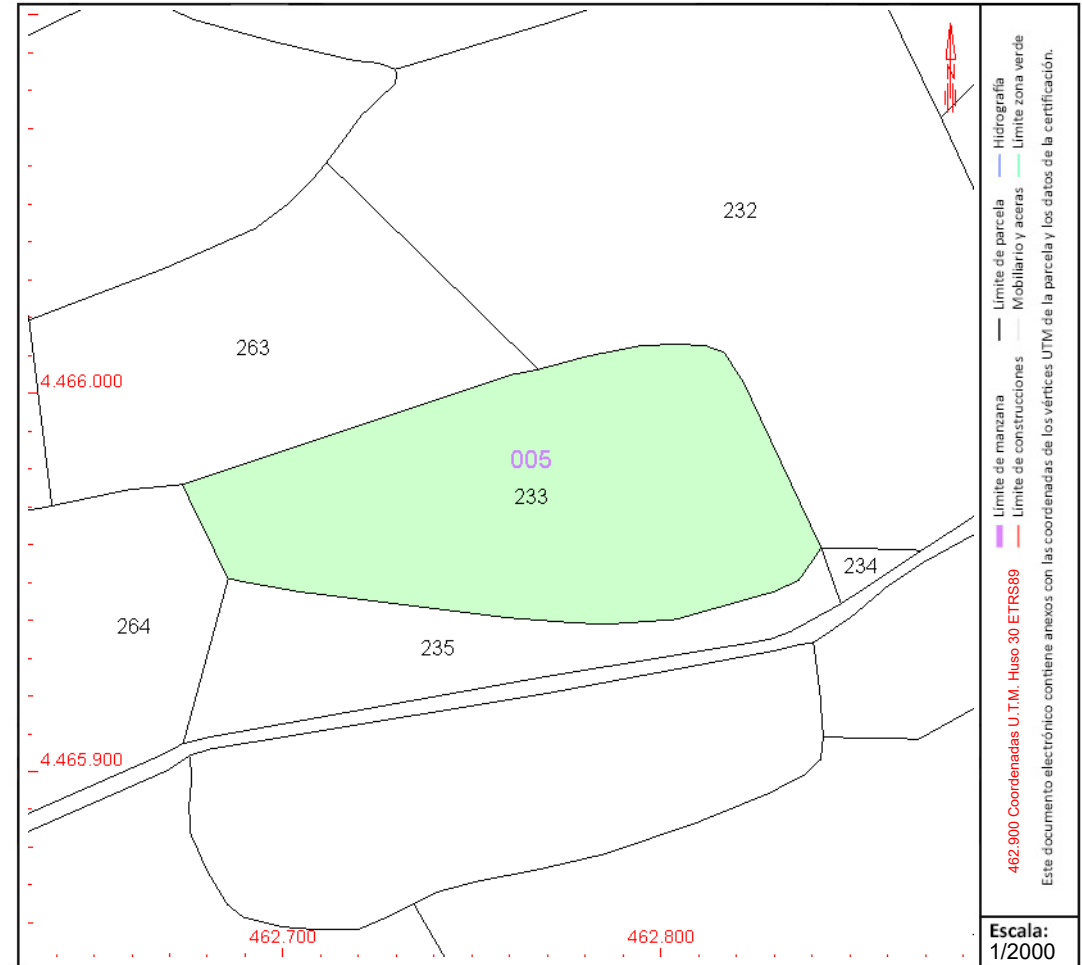 232
263
4.466.000
005
233
234
264
235
4.465.900
462.700
462.800
N
Límite de manzana
Límite de parcela
Hidrografía
462.900 Coordenadas U.T.M. Huso 30 ETRS89
Límite de construcciones
Mobiliario y aceras
Límite zona verde
Este documento electrónico contiene anexos con las coordenadas de los vértices UTM de la parcela y los datos de la certificación.
Escala:
1/2000